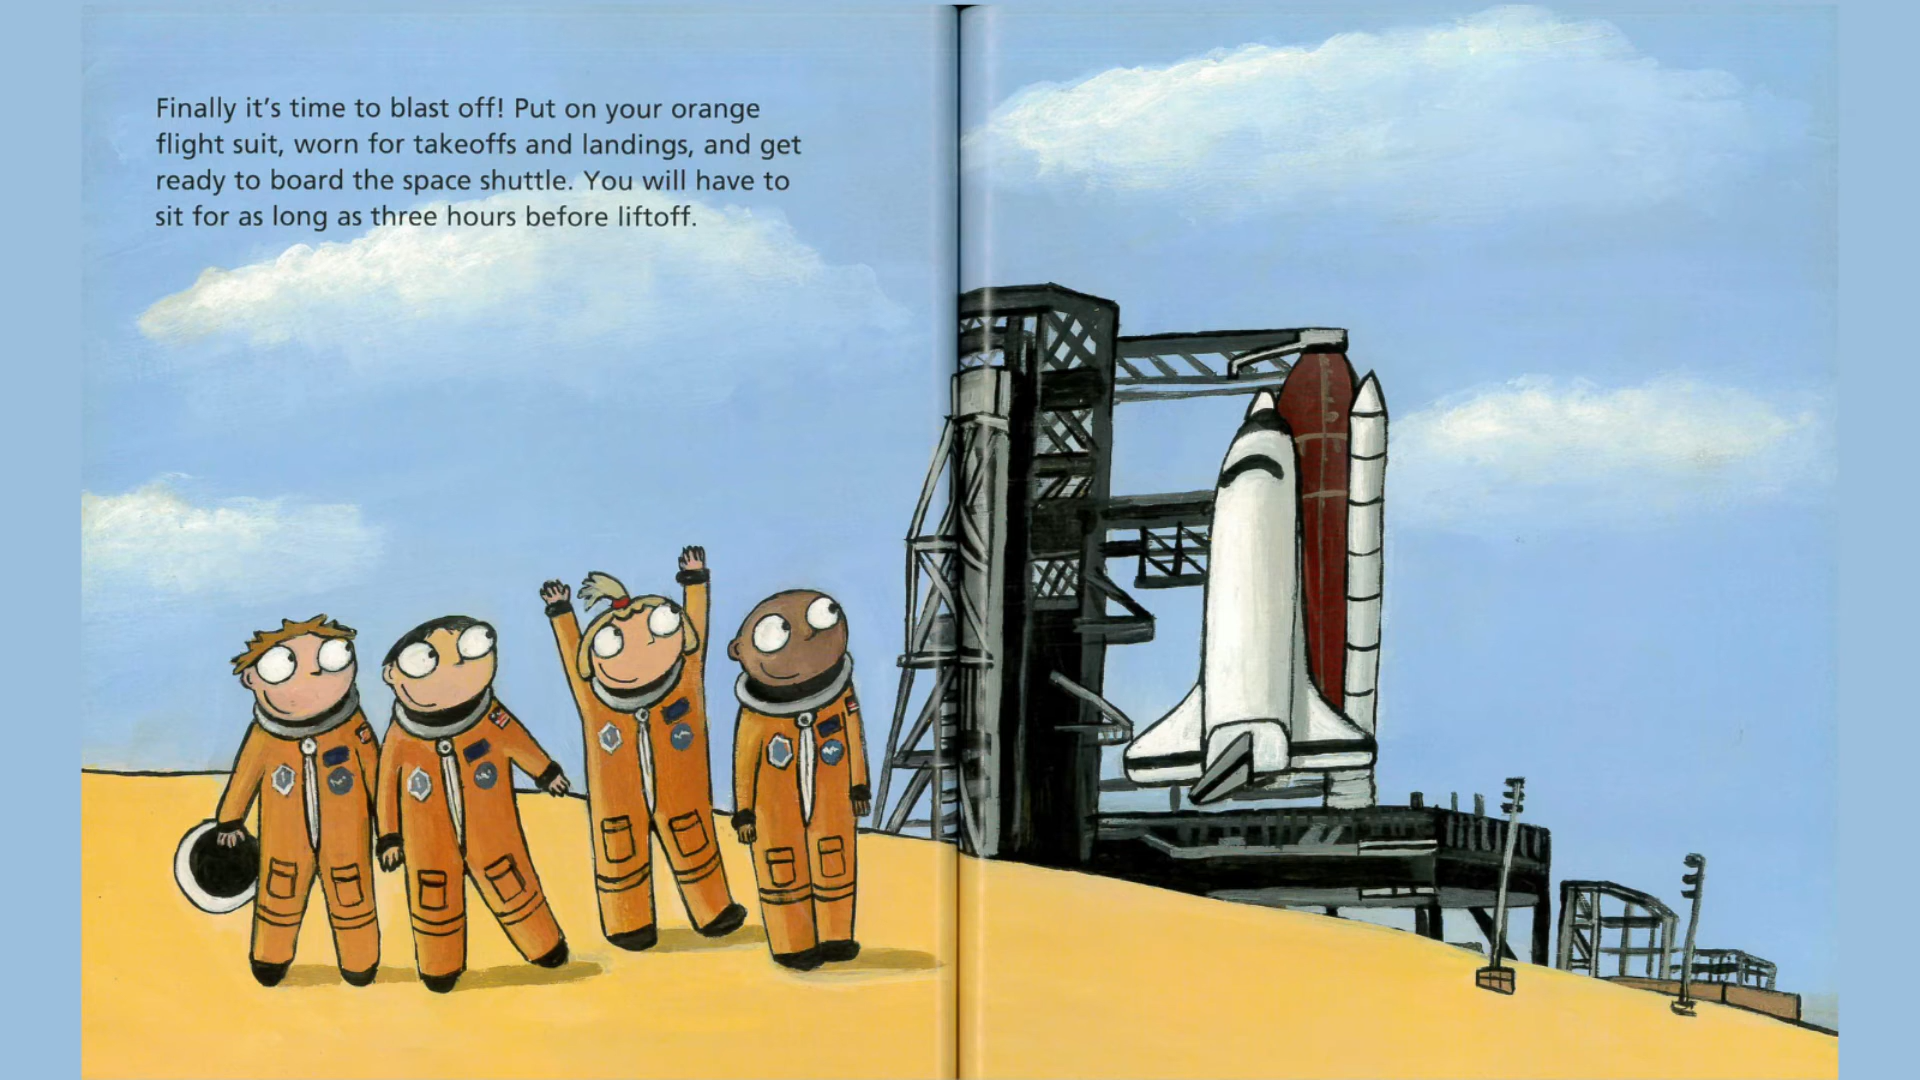 Finally it's time to blast off! Put on your orange
flight suit, worn for takeoffs and landings, and get
ready to board the space shuttle. You will have to
sit for as long as three hours before liftoff.